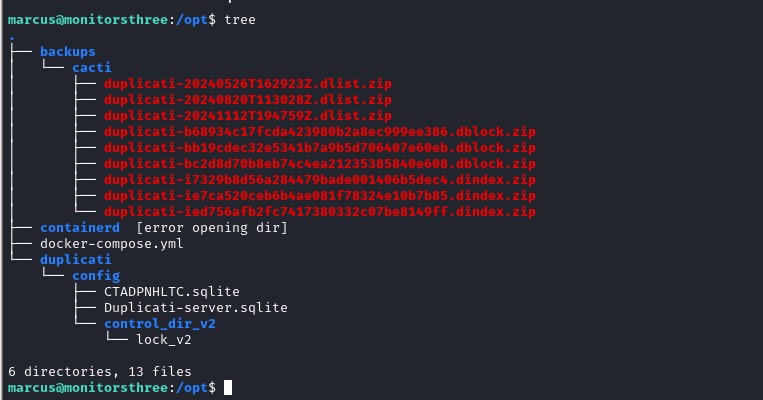 marcus@monitorsthree:/opt$ tree
.
├── backups
│   └── cacti
│       ├── duplicati-20240526T162923Z.dlist.zip
│       ├── duplicati-20240820T113028Z.dlist.zip
│       ├── duplicati-20241112T194759Z.dlist.zip
│       ├── duplicati-b68934c17fcda423980b2a8ec999ee386.dblock.zip
│       ├── duplicati-bb19cdec32e5341b7a9b5d706407e60eb.dblock.zip
│       ├── duplicati-bc2d8d70b8eb74c4ea21235385840e608.dblock.zip
│       ├── duplicati-i7329b8d56a284479bade001406b5dec4.dindex.zip
│       ├── duplicati-ie7ca520ceb6b4ae081f78324e10b7b85.dindex.zip
│       └── duplicati-ied756afb2fc7417380332c07be8149ff.dindex.zip
├── containerd  [error opening dir]
├── docker-compose.yml
└── duplicati
    └── config
        ├── CTADPNHLTC.sqlite
        ├── Duplicati-server.sqlite
        └── control_dir_v2
            └── lock_v2

6 directories, 13 files
marcus@monitorsthree:/opt$